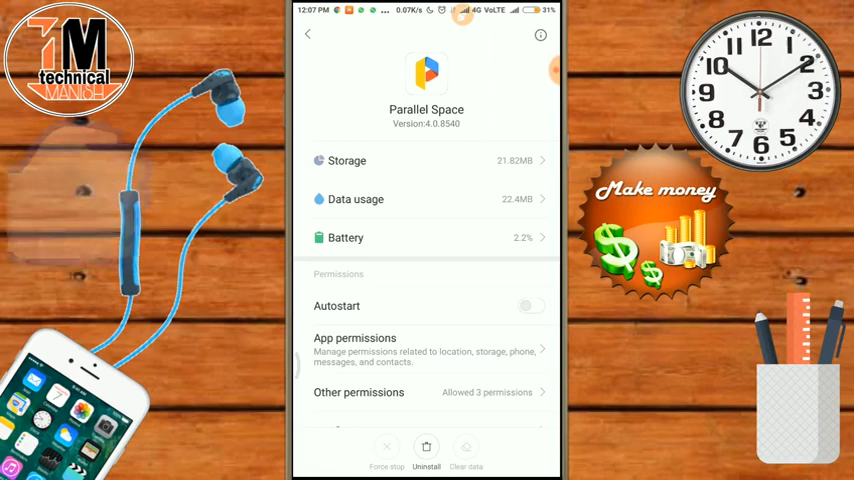 1M
technical
MANISH
12:07 PM
0.07K/s
4G VoLTE
31%
Parallel Space
Version:4.0.8540
Storage
21.82MB
Data usage
22.4MB
Battery
2.2%
Permissions
Autostart
App permissions
Manage permissions related to location, storage, phone,
messages, and contacts.
Other permissions
Allowed 3 permissions
Force stop
Uninstall
Clear data
12
1
2
3
4
5
6
7
8
9
10
11
Make money
$
$